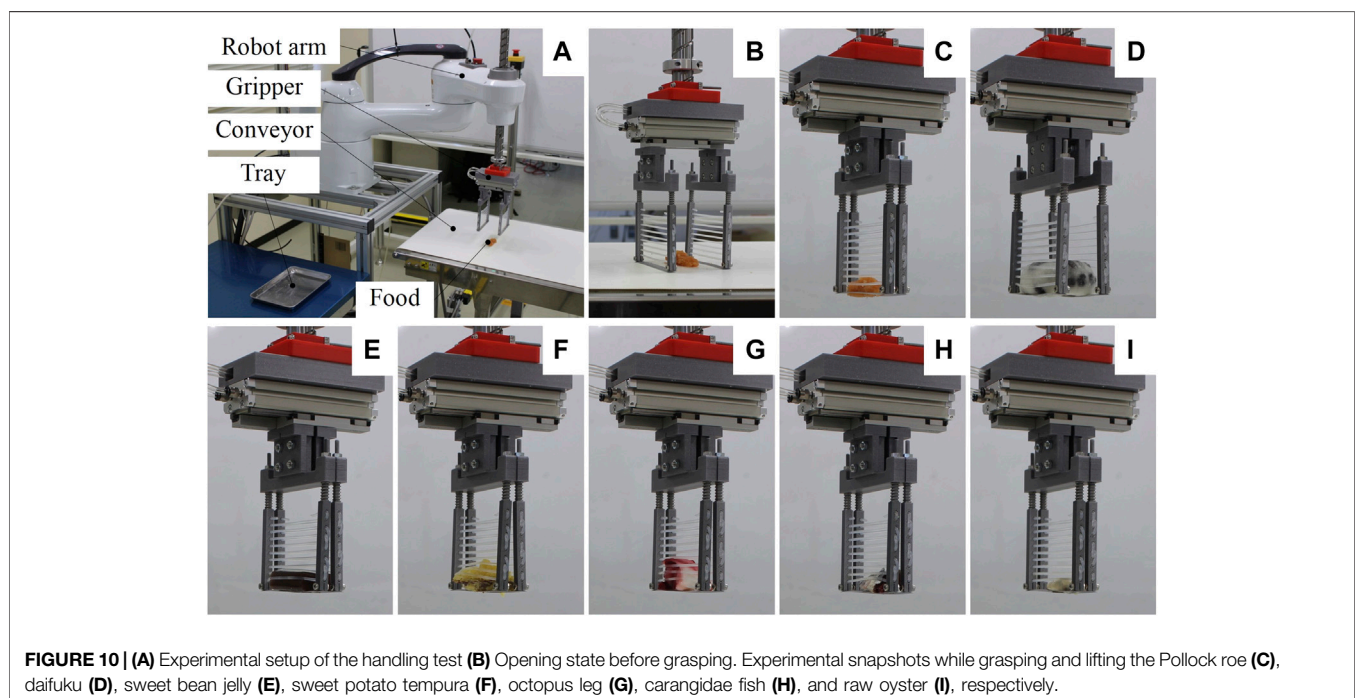 Robot arm
Gripper
Conveyor
Tray
Food
A
B
C
D
E
F
G
H
I
FIGURE 10 | (A) Experimental setup of the handling test (B) Opening state before grasping. Experimental snapshots while grasping and lifting the Pollock roe (C),
daifuku (D), sweet bean jelly (E), sweet potato tempura (F), octopus leg (G), carangidae fish (H), and raw oyster (I), respectively.